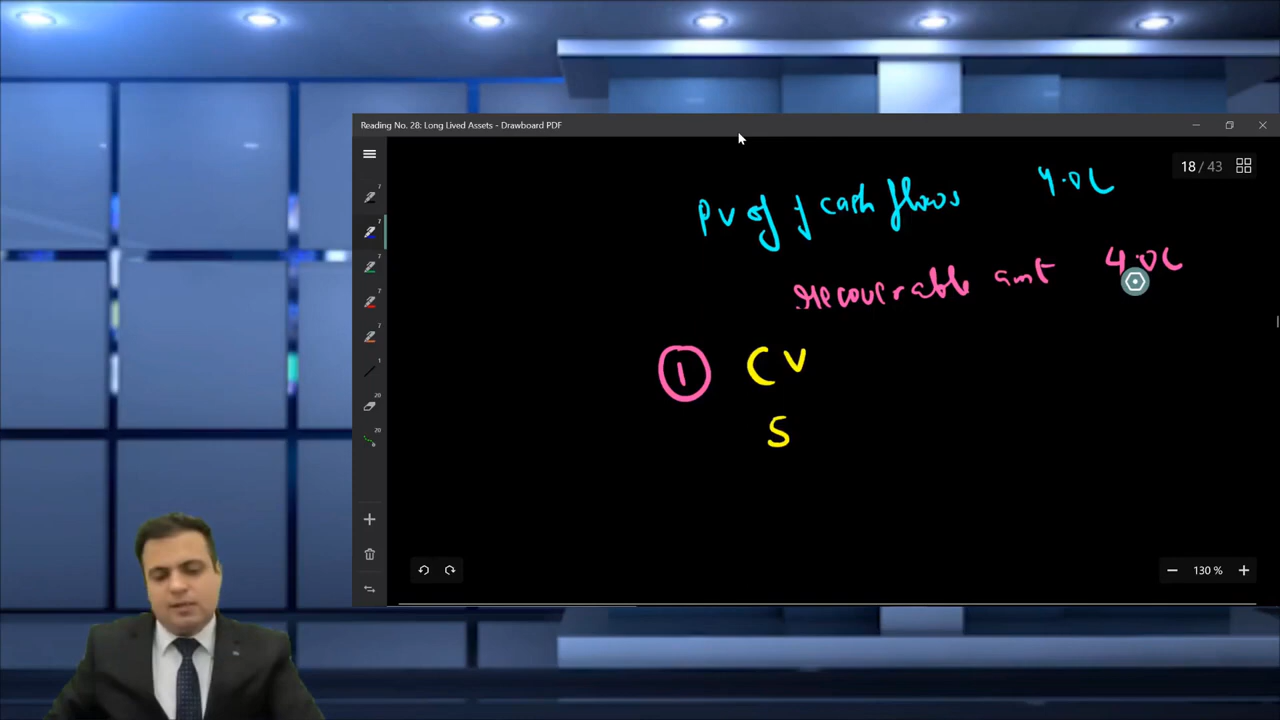 Reading No. 28: Long Lived Assets - Drawboard PDF
18 / 43
PV of f cash flows 4.0L
recoverable amt 4.0L
1 CV
S
130 %